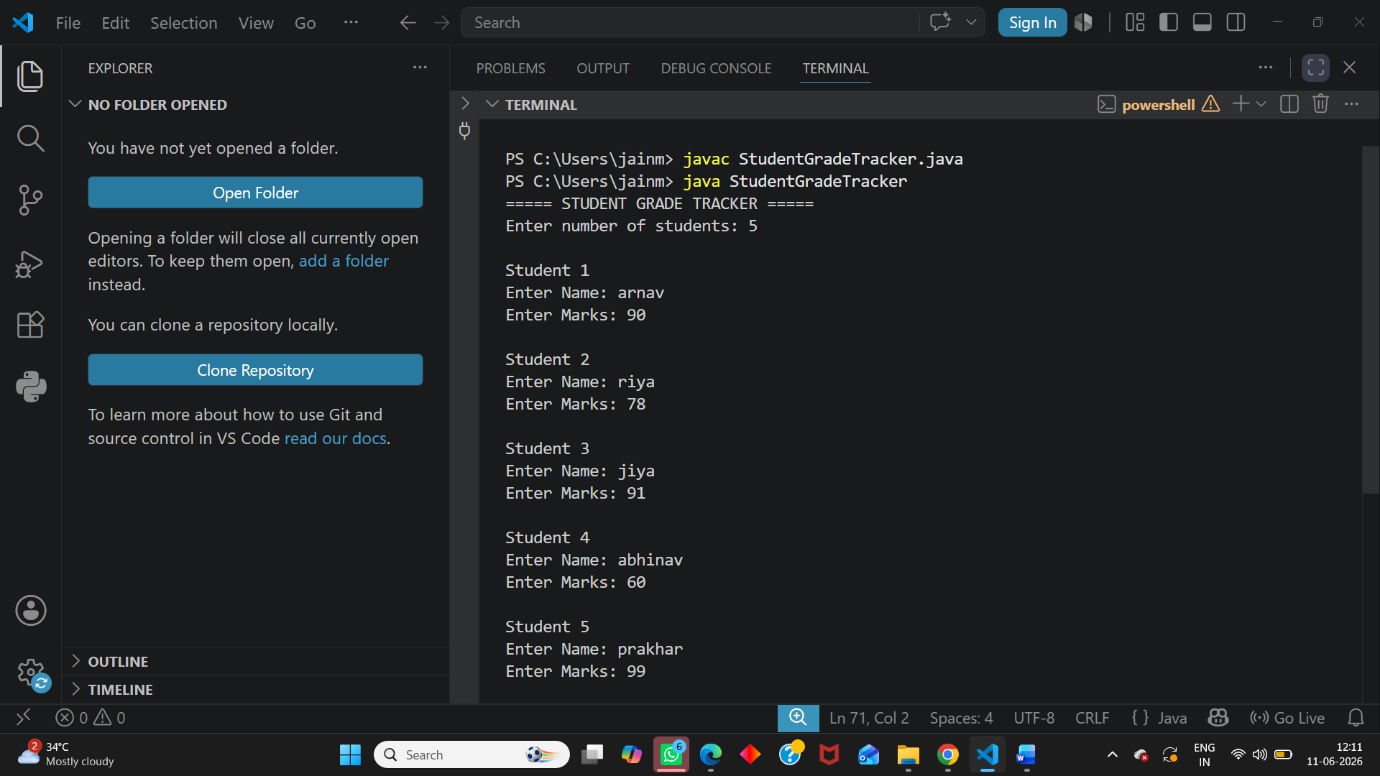 File Edit Selection View Go ··· Search Sign In
EXPLORER ···
NO FOLDER OPENED
You have not yet opened a folder.
Open Folder
Opening a folder will close all currently open
editors. To keep them open, add a folder
instead.
You can clone a repository locally.
Clone Repository
To learn more about how to use Git and
source control in VS Code read our docs.
OUTLINE
TIMELINE
PROBLEMS OUTPUT DEBUG CONSOLE TERMINAL ···
TERMINAL powershell ···
PS C:\Users\jainm> javac StudentGradeTracker.java
PS C:\Users\jainm> java StudentGradeTracker
===== STUDENT GRADE TRACKER =====
Enter number of students: 5
Student 1
Enter Name: arnav
Enter Marks: 90
Student 2
Enter Name: riya
Enter Marks: 78
Student 3
Enter Name: jiya
Enter Marks: 91
Student 4
Enter Name: abhinav
Enter Marks: 60
Student 5
Enter Name: prakhar
Enter Marks: 99
0 0 Ln 71, Col 2 Spaces: 4 UTF-8 CRLF { } Java Go Live
2 34°C
Mostly cloudy
Search
6
ENG
IN
12:11
11-06-2026